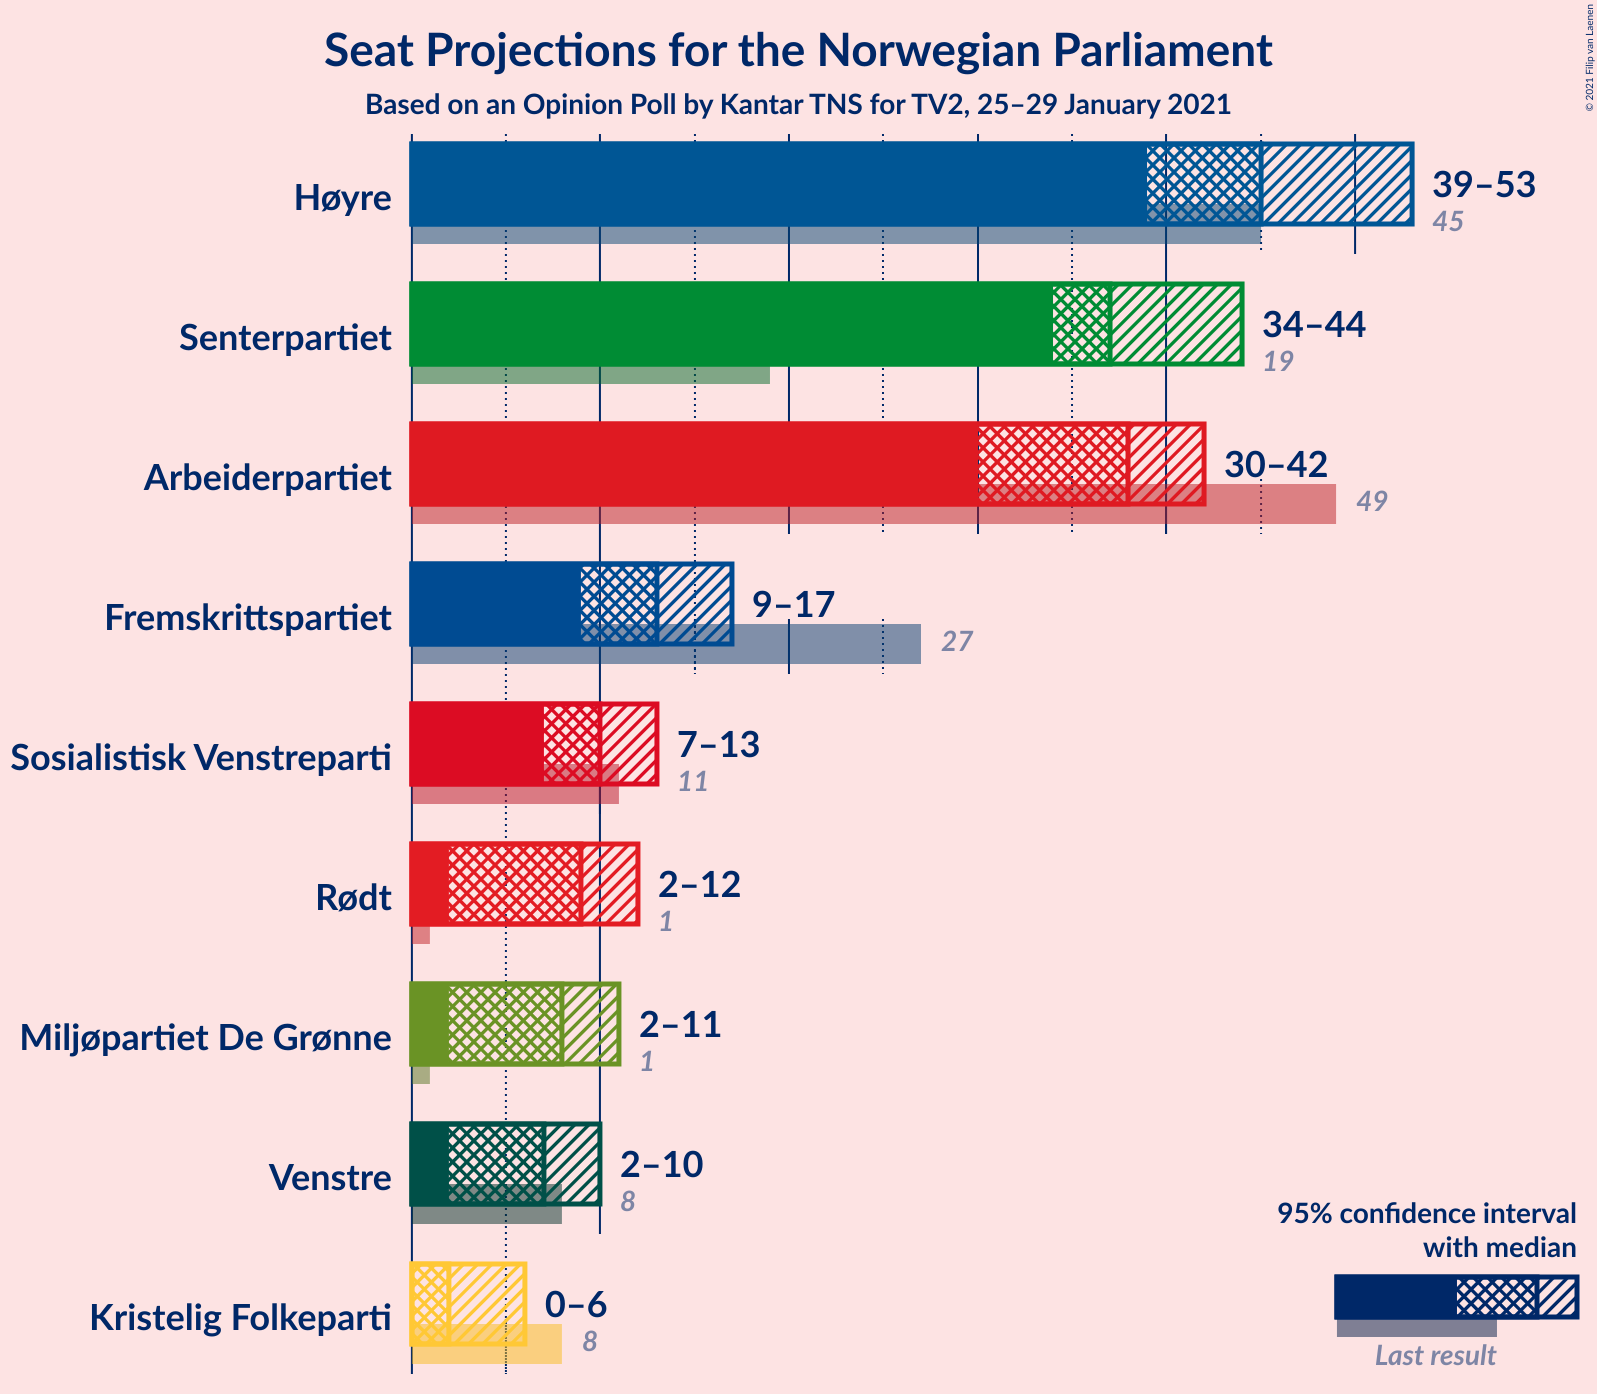 Seat Projections for the Norwegian Parliament
Based on an Opinion Poll by Kantar TNS for TV2, 25–29 January 2021
© 2021 Filip van Laenen
Høyre
39–53
45
Senterpartiet
34–44
19
Arbeiderpartiet
30–42
49
Fremskrittspartiet
9–17
27
Sosialistisk Venstreparti
7–13
11
Rødt
2–12
1
Miljøpartiet De Grønne
2–11
1
Venstre
2–10
8
Kristelig Folkeparti
0–6
8
95% confidence interval
with median
Last result